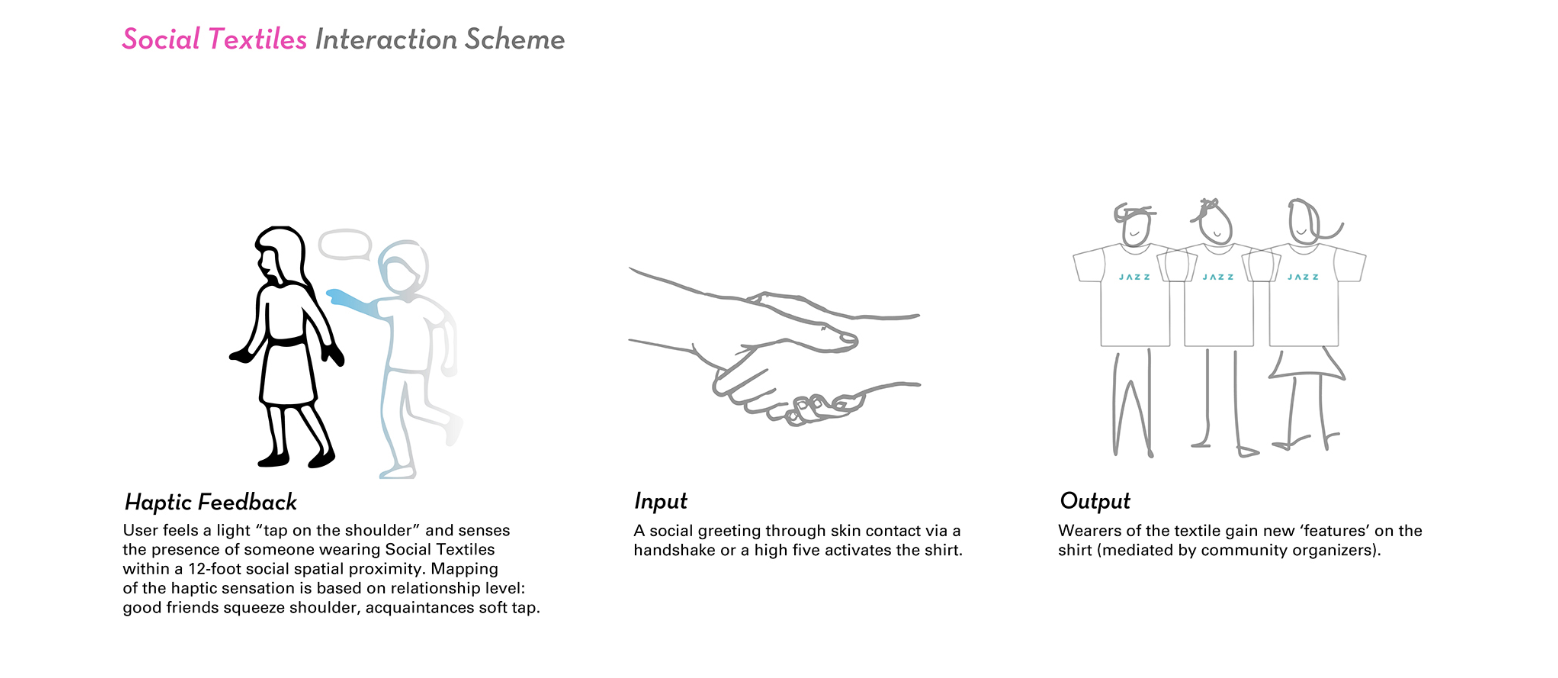 Social Textiles Interaction Scheme
JAZZ JAZZ JAZZ
Haptic Feedback
User feels a light “tap on the shoulder” and senses
the presence of someone wearing Social Textiles
within a 12-foot social spatial proximity. Mapping
of the haptic sensation is based on relationship level:
good friends squeeze shoulder, acquaintances soft tap.
Input
A social greeting through skin contact via a
handshake or a high five activates the shirt.
Output
Wearers of the textile gain new ‘features’ on the
shirt (mediated by community organizers).